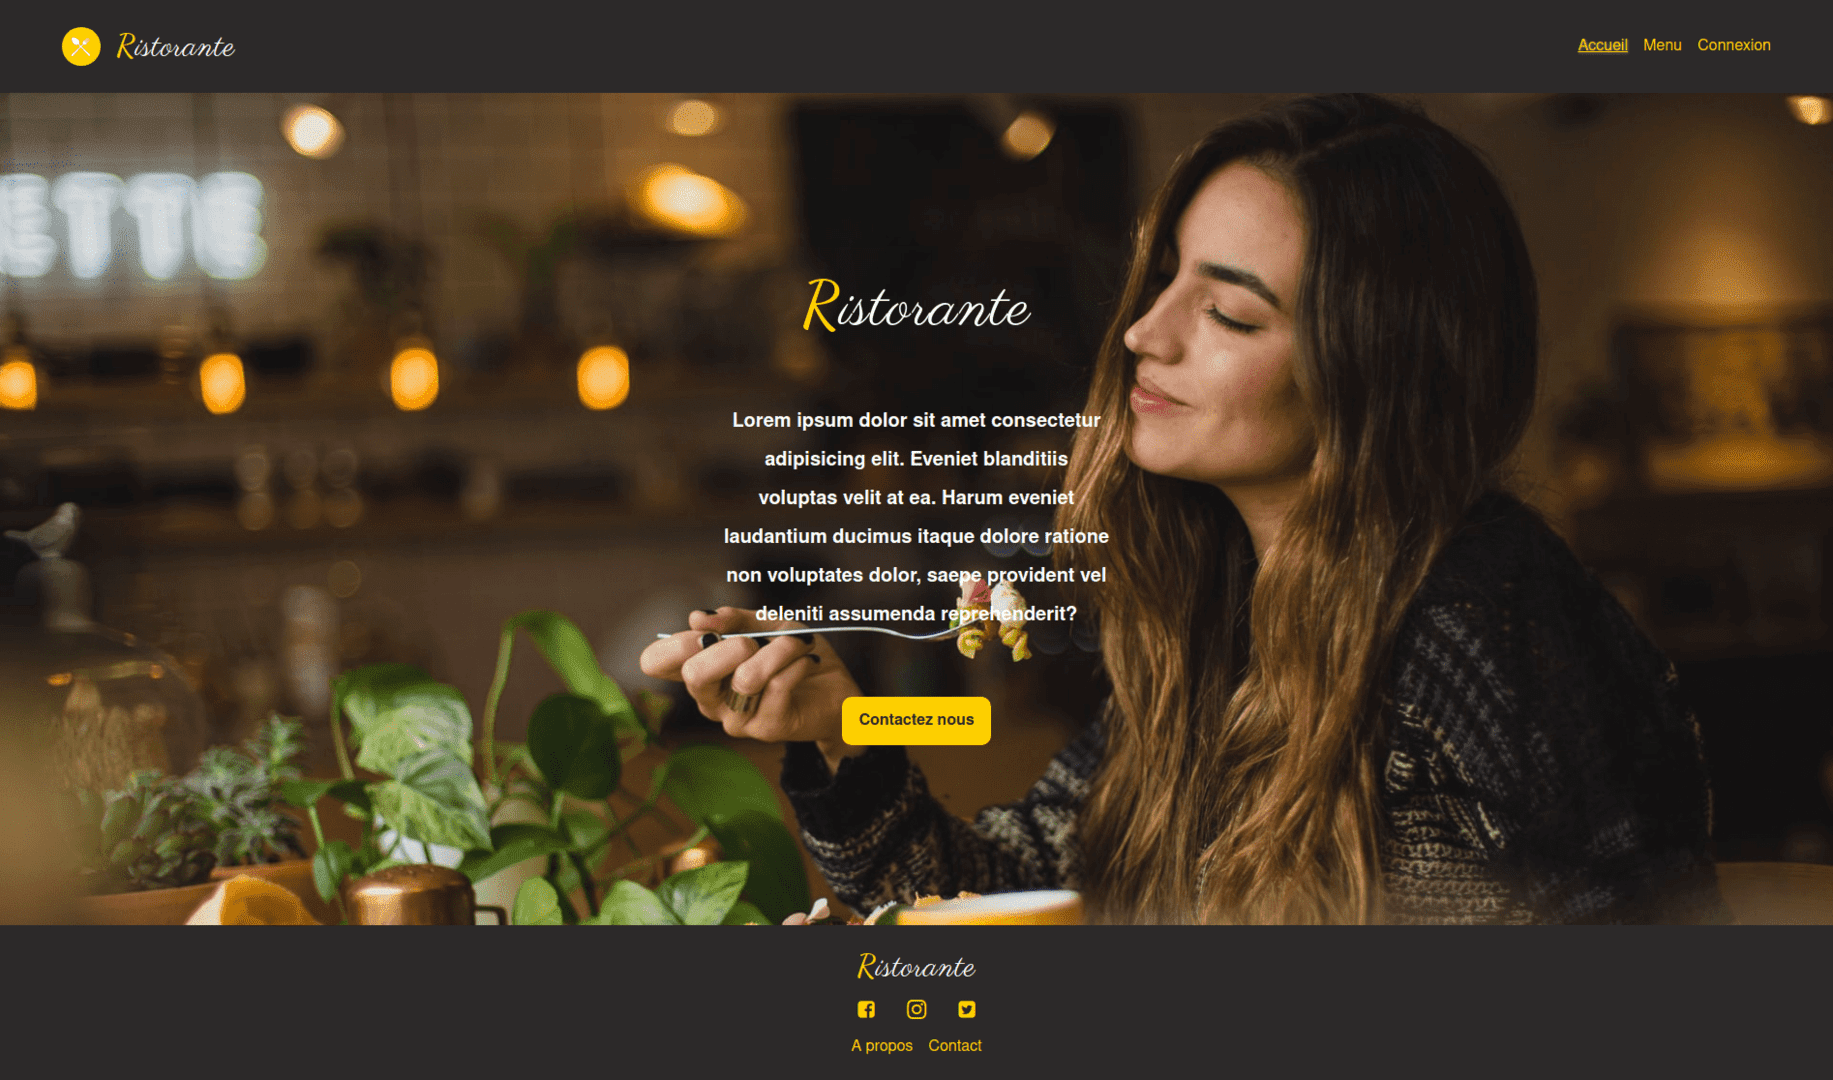 Ristorante
Accueil Menu Connexion
ETTE
Ristorante
Lorem ipsum dolor sit amet consectetur
adipisicing elit. Eveniet blanditiis
voluptas velit at ea. Harum eveniet
laudantium ducimus itaque dolore ratione
non voluptates dolor, saepe provident vel
deleniti assumenda reprehenderit?
Contactez nous
Ristorante
A propos Contact